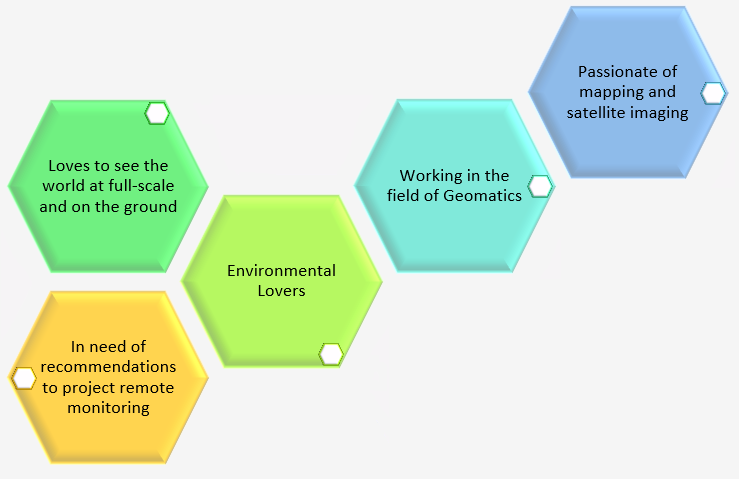 Passionate of
mapping and
satellite imaging
Loves to see the
world at full-scale
and on the ground
Working in the
field of Geomatics
Environmental
Lovers
In need of
recommendations
to project remote
monitoring